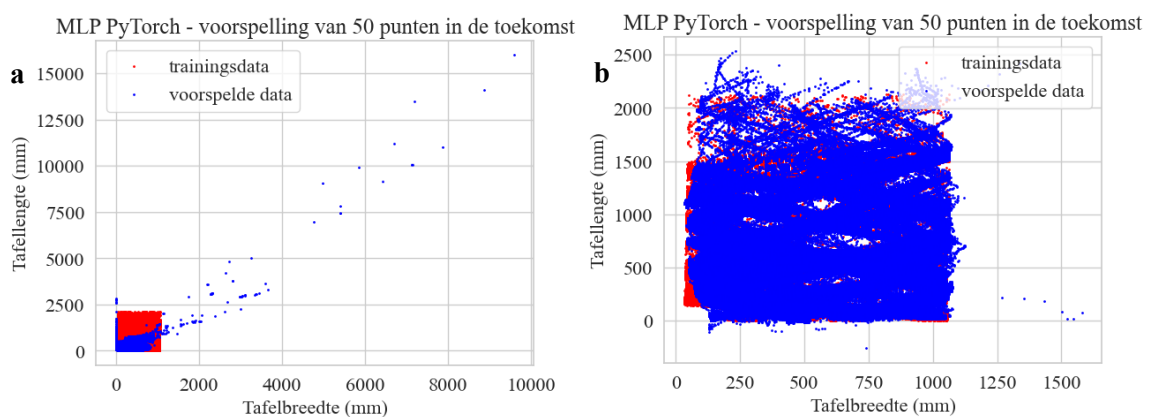 MLP PyTorch - voorspelling van 50 punten in de toekomst
a
trainingsdata
voorspelde data
15000
12500
10000
7500
5000
2500
0
Tafellengte (mm)
0
2000
4000
6000
8000
10000
Tafelbreedte (mm)
MLP PyTorch - voorspelling van 50 punten in de toekomst
b
trainingsdata
voorspelde data
2500
2000
1500
1000
500
0
Tafellengte (mm)
0
250
500
750
1000
1250
1500
Tafelbreedte (mm)